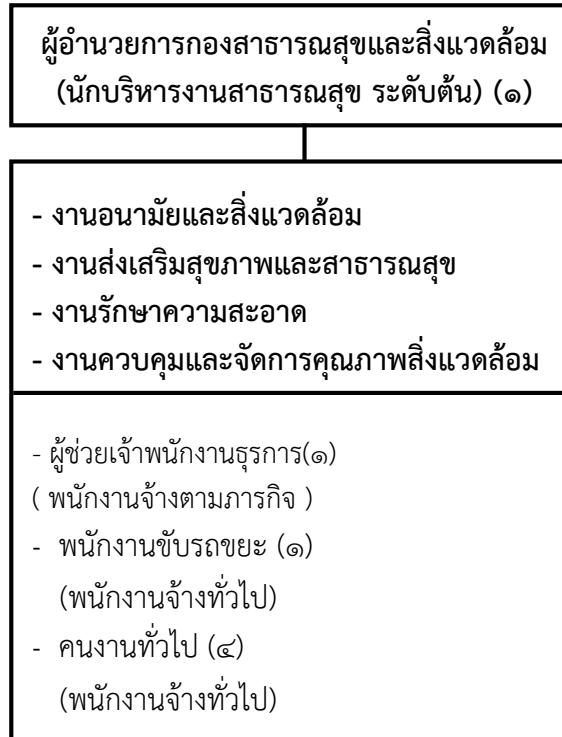 ผู้อำนวยการกองสาธารณสุขและสิ่งแวดล้อม
(นักบริหารงานสาธารณสุข ระดับต้น) (๑)
- งานอนามัยและสิ่งแวดล้อม
- งานส่งเสริมสุขภาพและสาธารณสุข
- งานรักษาความสะอาด
- งานควบคุมและจัดการคุณภาพสิ่งแวดล้อม
- ผู้ช่วยเจ้าพนักงานธุรการ(๑)
( พนักงานจ้างตามภารกิจ )
- พนักงานขับรถขยะ (๑)
(พนักงานจ้างทั่วไป)
- คนงานทั่วไป (๔)
(พนักงานจ้างทั่วไป)